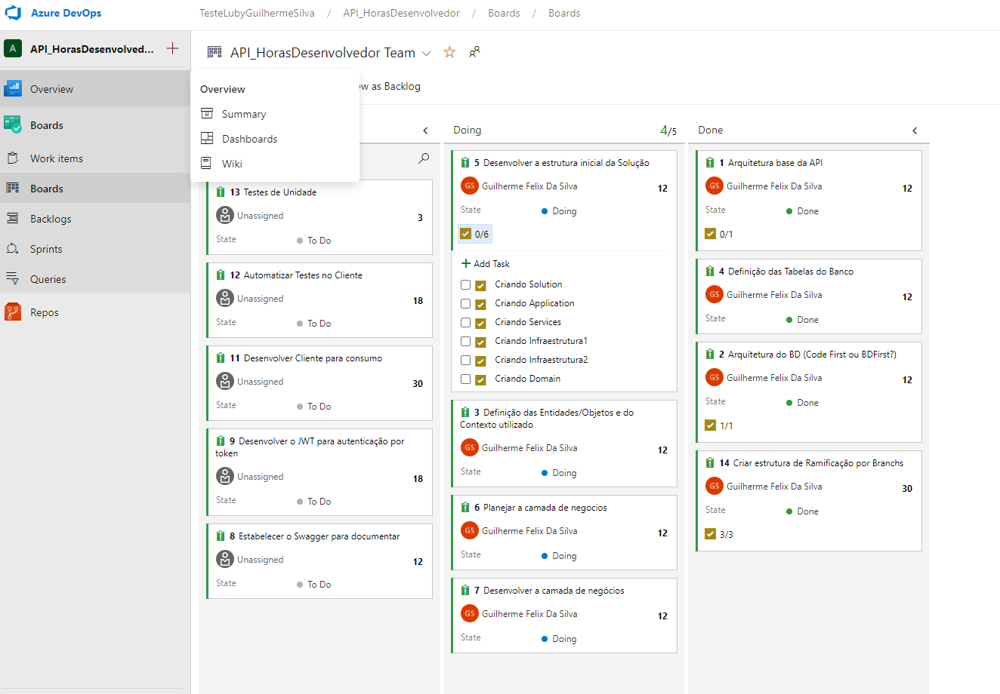 Azure DevOps
TesteLubyGuilhermeSilva / API_HorasDesenvolvedor / Boards / Boards
A API_HorasDesenvolved... +
Overview
Boards
Work items
Boards
Backlogs
Sprints
Queries
Repos
API_HorasDesenvolvedor Team
as Backlog
Overview
Summary
Dashboards
Wiki
13 Testes de Unidade
Unassigned
3
State To Do
12 Automatizar Testes no Cliente
Unassigned
18
State To Do
11 Desenvolver Cliente para consumo
Unassigned
30
State To Do
9 Desenvolver o JWT para autenticação por
token
Unassigned
18
State To Do
8 Estabelecer o Swagger para documentar
Unassigned
12
State To Do
Doing 4/5
5 Desenvolver a estrutura inicial da Solução
GS Guilherme Felix Da Silva
12
State Doing
0/6
+ Add Task
Criando Solution
Criando Application
Criando Services
Criando Infraestrutura1
Criando Infraestrutura2
Criando Domain
3 Definição das Entidades/Objetos e do
Contexto utilizado
GS Guilherme Felix Da Silva
12
State Doing
6 Planejar a camada de negocios
GS Guilherme Felix Da Silva
12
State Doing
7 Desenvolver a camada de negócios
GS Guilherme Felix Da Silva
12
State Doing
Done
1 Arquitetura base da API
GS Guilherme Felix Da Silva
12
State Done
0/1
4 Definição das Tabelas do Banco
GS Guilherme Felix Da Silva
12
State Done
2 Arquitetura do BD (Code First ou BDFirst?)
GS Guilherme Felix Da Silva
12
State Done
1/1
14 Criar estrutura de Ramificação por Branchs
GS Guilherme Felix Da Silva
30
State Done
3/3